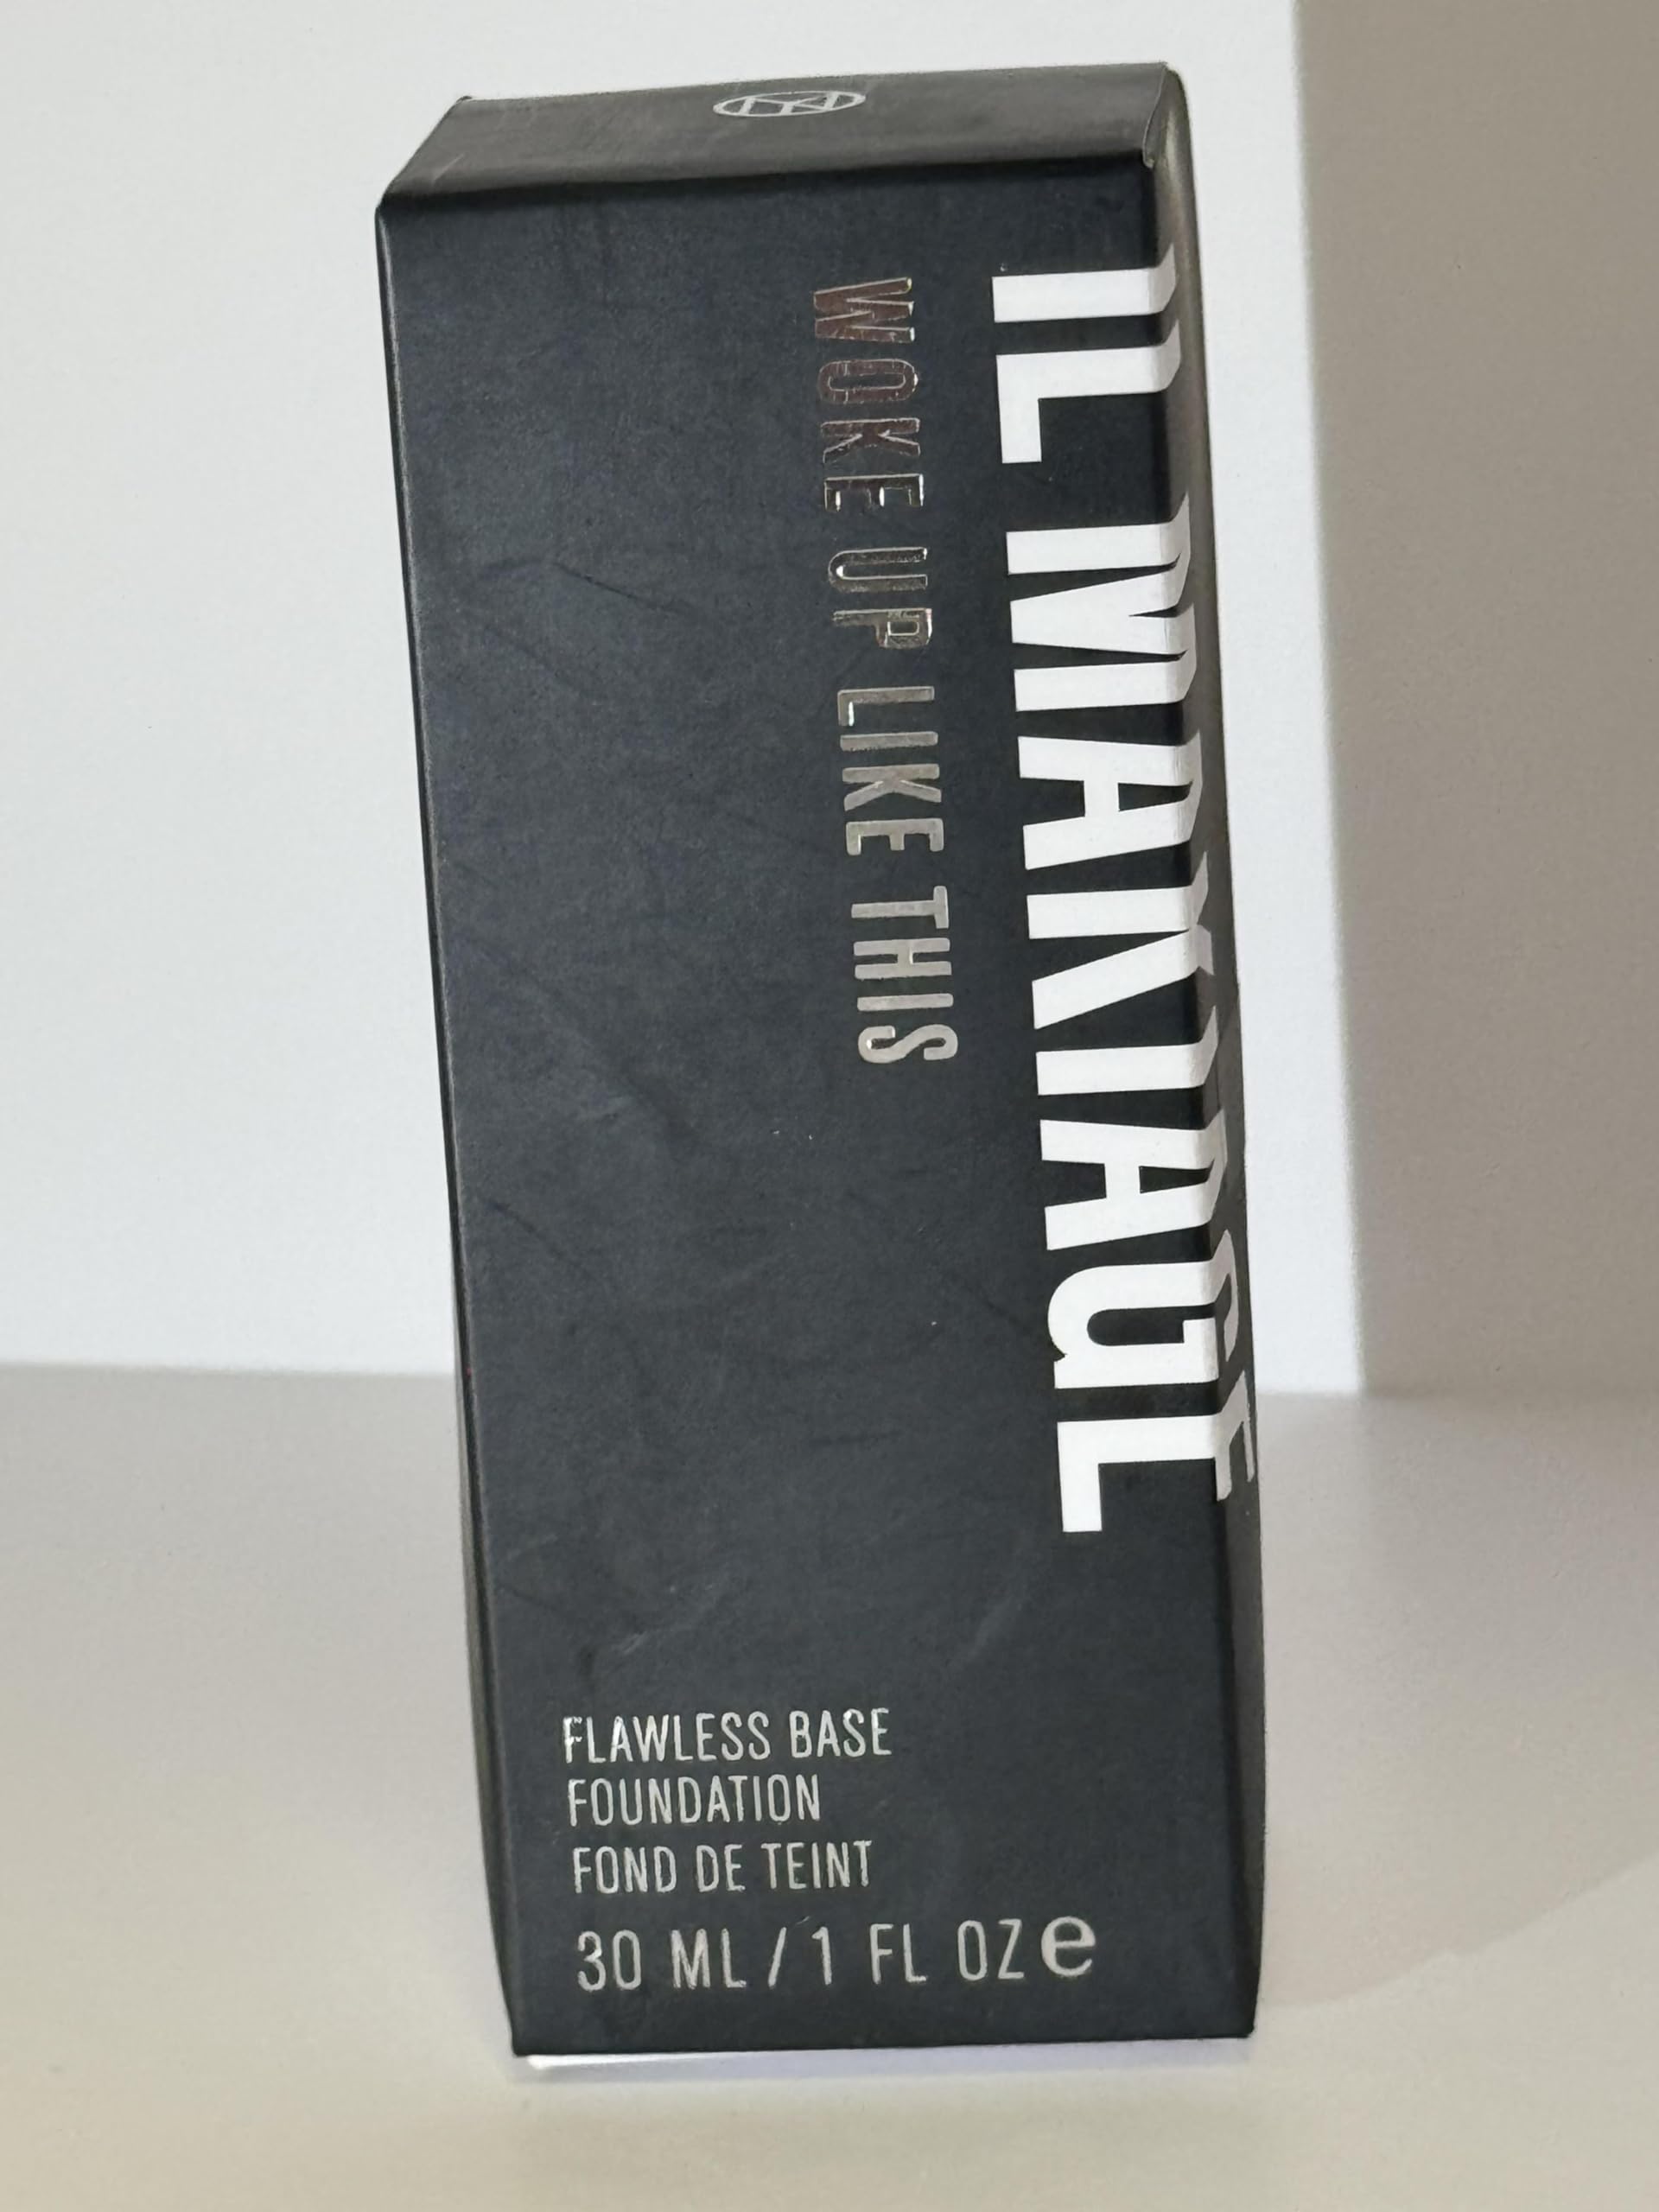 IL MAKIAGE
WOKE UP LIKE THIS
FLAWLESS BASE
FOUNDATION
FOND DE TEINT
30 ML / 1 FL OZ e